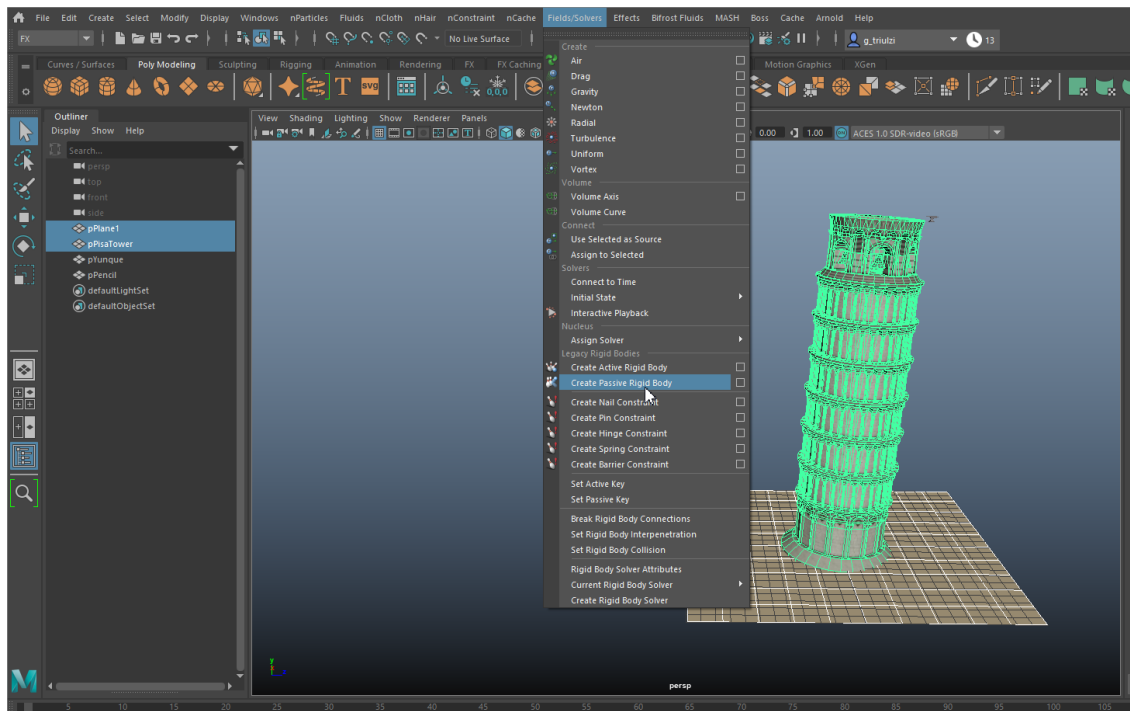 File Edit Create Select Modify Display Windows nParticles Fluids nCloth nHair nConstraint nCache Fields/Solvers Effects Bifrost Fluids MASH Boss Cache Arnold Help
FX No Live Surface g_triulzi 13
Curves / Surfaces Poly Modeling Sculpting Rigging Animation Rendering FX FX Caching Motion Graphics XGen
T SVG 0,0,0
Outliner
Display Show Help
Search...
persp
top
front
side
pPlane1
pPisaTower
pYunque
pPencil
defaultLightSet
defaultObjectSet
View Shading Lighting Show Renderer Panels
0.00 1.00 ACES 1.0 SDR-video (sRGB)
Create
Air
Drag
Gravity
Newton
Radial
Turbulence
Uniform
Vortex
Volume
Volume Axis
Volume Curve
Connect
Use Selected as Source
Assign to Selected
Solvers
Connect to Time
Initial State
Interactive Playback
Nucleus
Assign Solver
Legacy Rigid Bodies
Create Active Rigid Body
Create Passive Rigid Body
Create Nail Constraint
Create Pin Constraint
Create Hinge Constraint
Create Spring Constraint
Create Barrier Constraint
Set Active Key
Set Passive Key
Break Rigid Body Connections
Set Rigid Body Interpenetration
Set Rigid Body Collision
Rigid Body Solver Attributes
Current Rigid Body Solver
Create Rigid Body Solver
y
persp
M
5 10 15 20 25 30 35 40 45 50 55 60 65 70 75 80 85 90 95 100 105